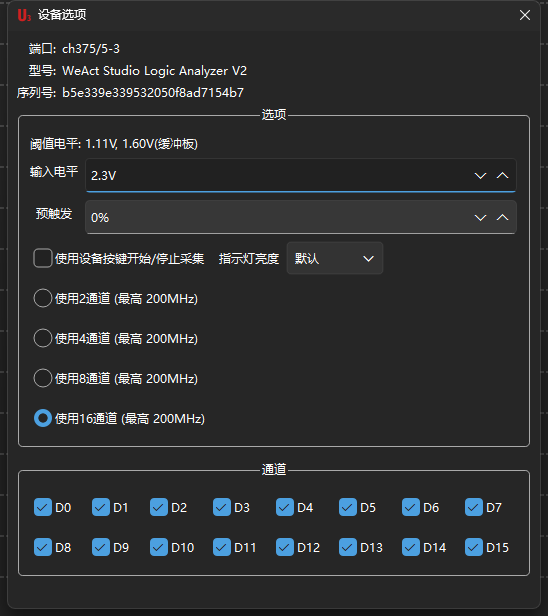 U3 设备选项
端口: ch375/5-3
型号: WeAct Studio Logic Analyzer V2
序列号: b5e339e339532050f8ad7154b7
选项
阈值电平: 1.11V, 1.60V(缓冲板)
输入电平 2.3V
预触发 0%
使用设备按键开始/停止采集 指示灯亮度 默认
使用2通道 (最高 200MHz)
使用4通道 (最高 200MHz)
使用8通道 (最高 200MHz)
使用16通道 (最高 200MHz)
通道
D0 D1 D2 D3 D4 D5 D6 D7
D8 D9 D10 D11 D12 D13 D14 D15